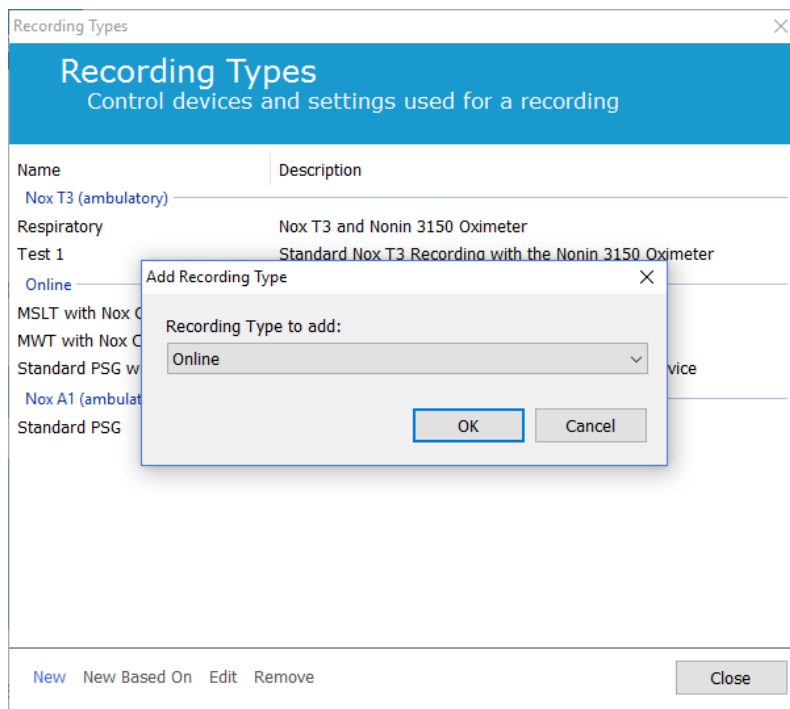 Recording Types
Recording Types
Control devices and settings used for a recording
Name Description
Nox T3 (ambulatory)
Respiratory Nox T3 and Nonin 3150 Oximeter
Test 1 Standard Nox T3 Recording with the Nonin 3150 Oximeter
Add Recording Type
Online
MSLT with Nox
Recording Type to add:
MWT with Nox
Online
Standard PSG
Nox A1
Standard PSG
OK Cancel
New New Based On Edit Remove Close